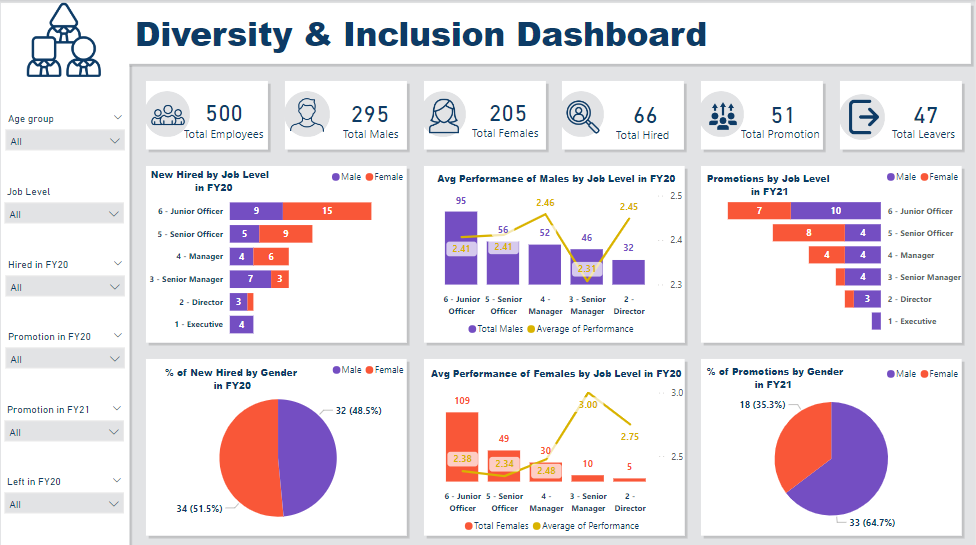 Diversity & Inclusion Dashboard
Age group
All
Job Level
All
Hired in FY20
All
Promotion in FY20
All
Promotion in FY21
All
Left in FY20
All
500
Total Employees
295
Total Males
205
Total Females
66
Total Hired
51
Total Promotion
47
Total Leavers
New Hired by Job Level
in FY20
Male Female
6 - Junior Officer 9 15
5 - Senior Officer 5 9
4 - Manager 4 6
3 - Senior Manager 7 3
2 - Director 3
1 - Executive 4
Avg Performance of Males by Job Level in FY20
95 56 52 46 32
2.41 2.41 2.46 2.31 2.45
2.5
2.4
2.3
6 - Junior Officer
5 - Senior Officer
4 - Manager
3 - Senior Manager
2 - Director
Total Males Average of Performance
Promotions by Job Level
in FY21
Male Female
7 10 6 - Junior Officer
8 4 5 - Senior Officer
4 4 4 - Manager
4 3 - Senior Manager
3 2 - Director
1 - Executive
% of New Hired by Gender
in FY20
Male Female
32 (48.5%)
34 (51.5%)
Avg Performance of Females by Job Level in FY20
109 49 30 10 5
2.38 2.34 2.48 3.00 2.75
3.0
2.5
6 - Junior Officer
5 - Senior Officer
4 - Manager
3 - Senior Manager
2 - Director
Total Females Average of Performance
% of Promotions by Gender
in FY21
Male Female
18 (35.3%)
33 (64.7%)